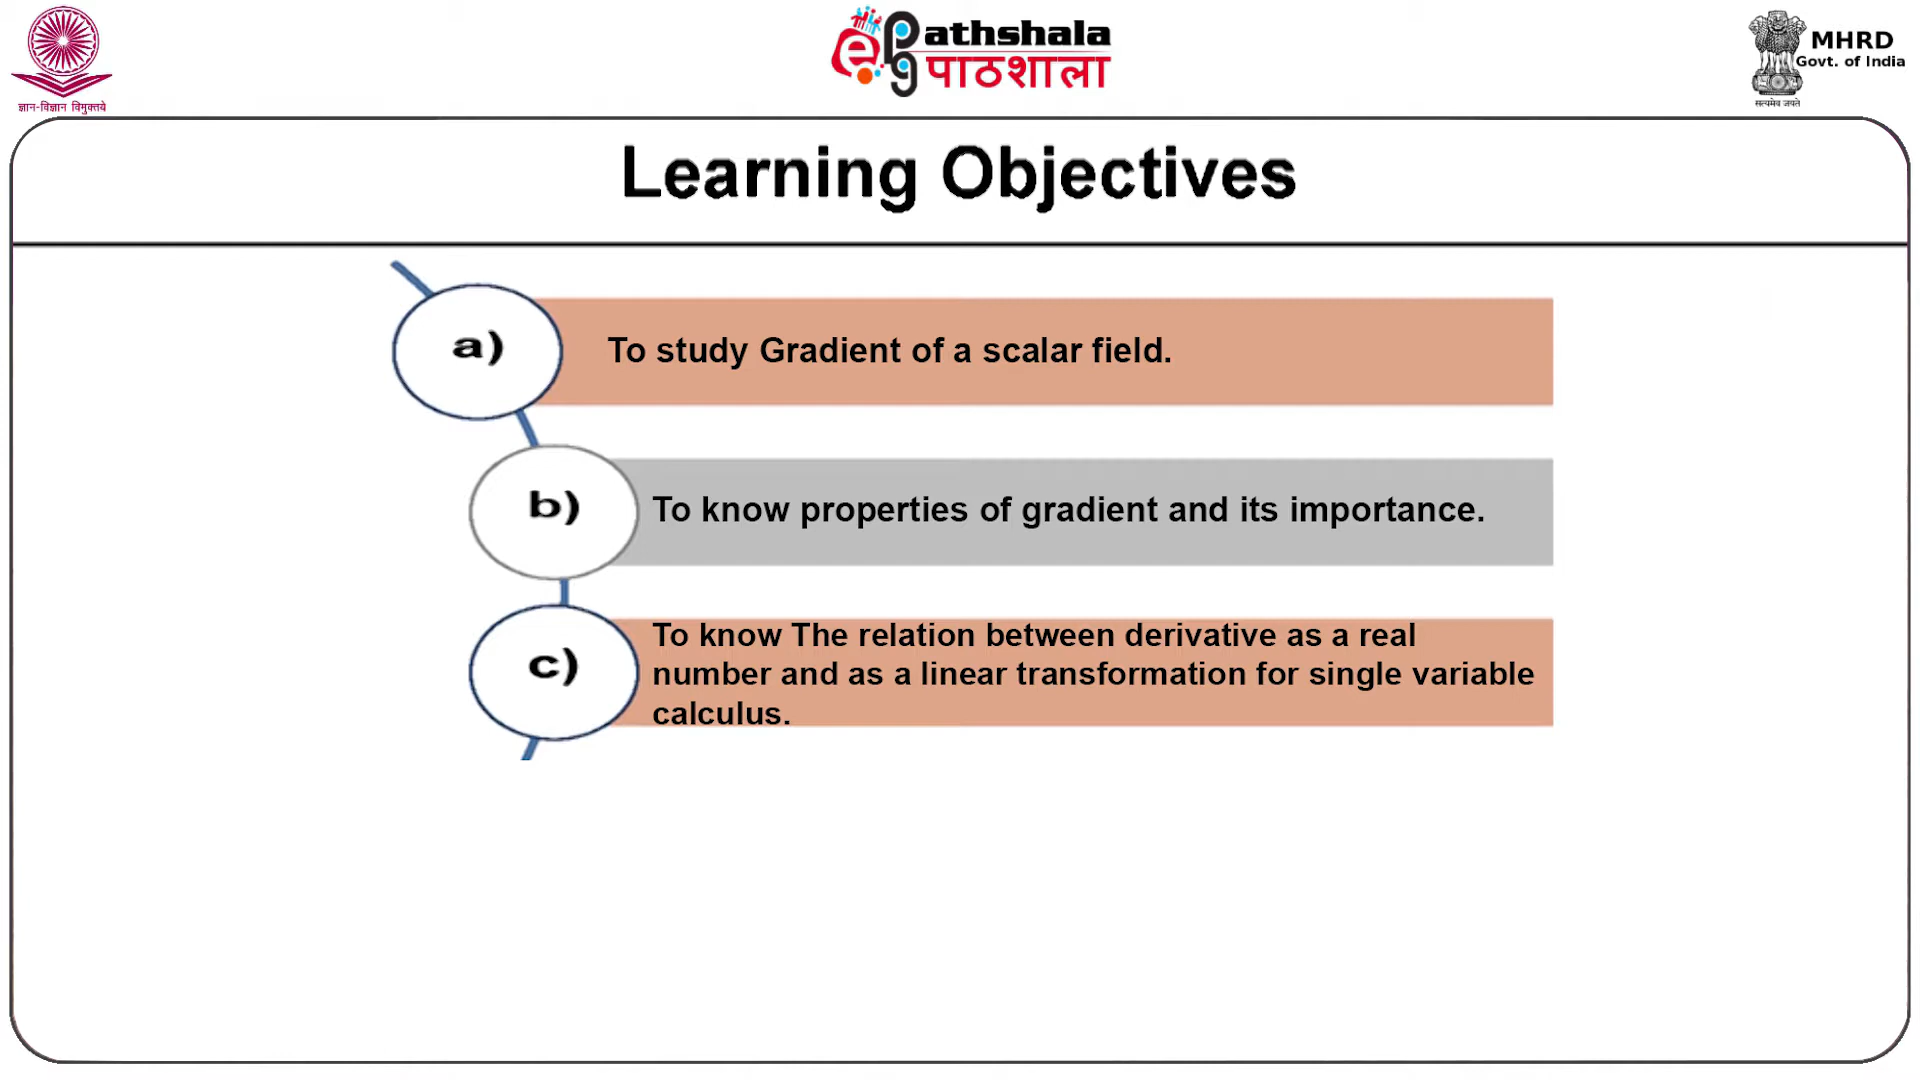 ज्ञान-विज्ञान विमुक्तये
e
PG
Pathshala
पाठशाला
MHRD
Govt. of India
सत्यमेव जयते
Learning Objectives
a)
To study Gradient of a scalar field.
b)
To know properties of gradient and its importance.
c)
To know The relation between derivative as a real
number and as a linear transformation for single variable
calculus.